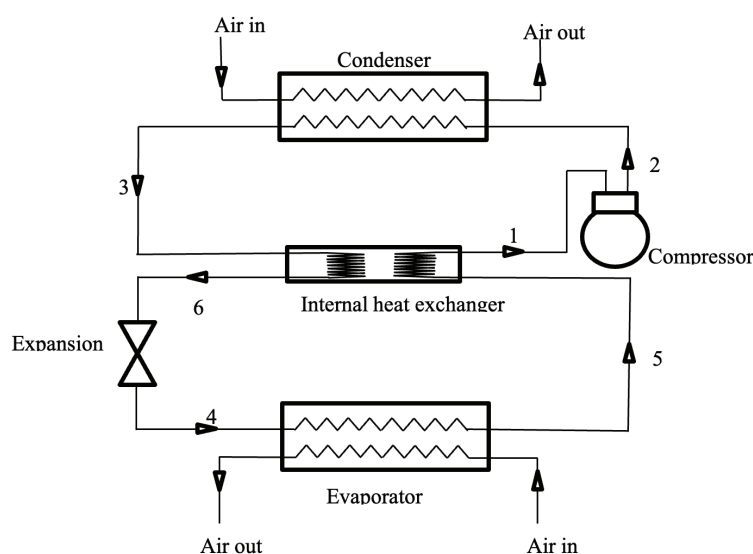 Air in
Air out
Condenser
3
2
1
Compressor
6
Internal heat exchanger
Expansion
5
4
Evaporator
Air out
Air in